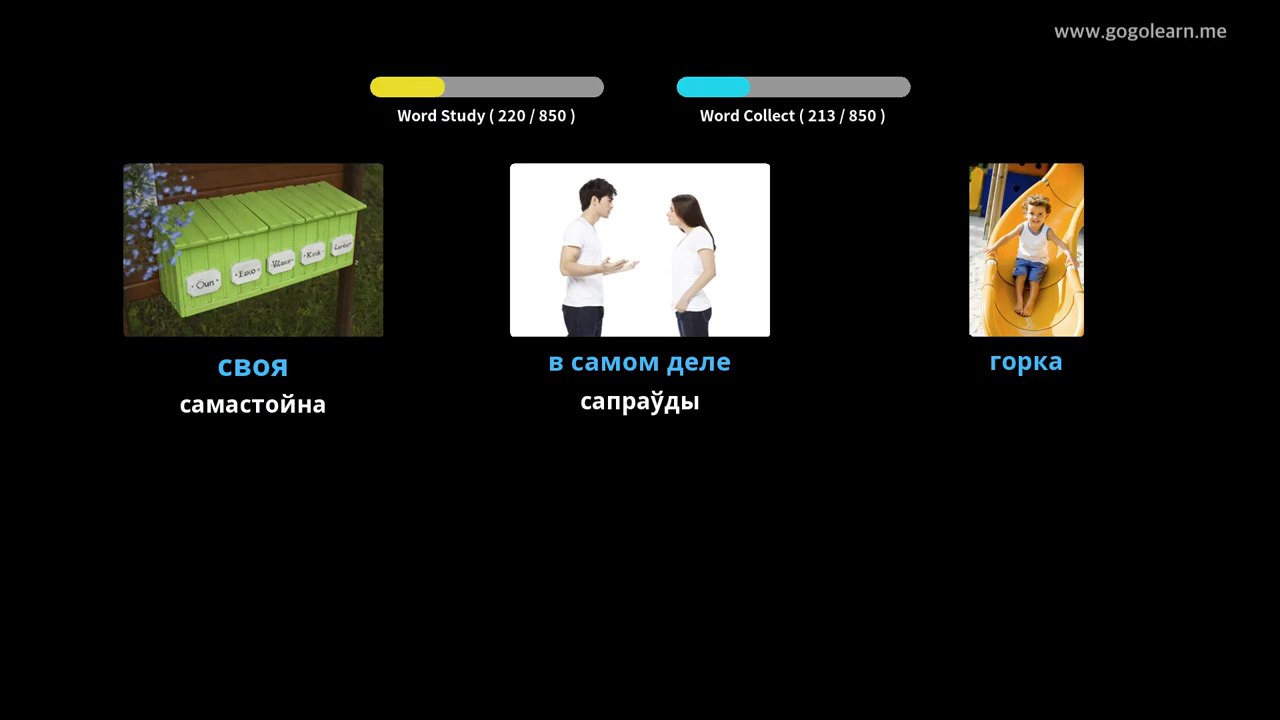 www.gogolearn.me
Word Study ( 220 / 850 )
Word Collect ( 213 / 850 )
своя
самастойна
в самом деле
сапраўды
горка